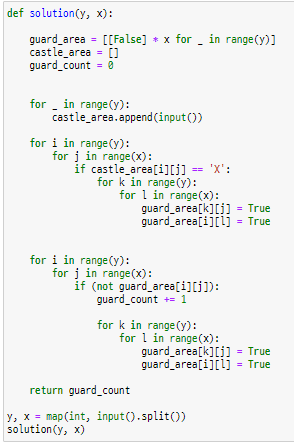 def solution(y, x):
    guard_area = [[False] * x for _ in range(y)]
    castle_area = []
    guard_count = 0
    for _ in range(y):
        castle_area.append(input())
    for i in range(y):
        for j in range(x):
            if castle_area[i][j] == 'X':
                for k in range(y):
                    for l in range(x):
                        guard_area[k][j] = True
                        guard_area[i][l] = True
    for i in range(y):
        for j in range(x):
            if (not guard_area[i][j]):
                guard_count += 1
                for k in range(y):
                    for l in range(x):
                        guard_area[k][j] = True
                        guard_area[i][l] = True
    return guard_count
y, x = map(int, input().split())
solution(y, x)